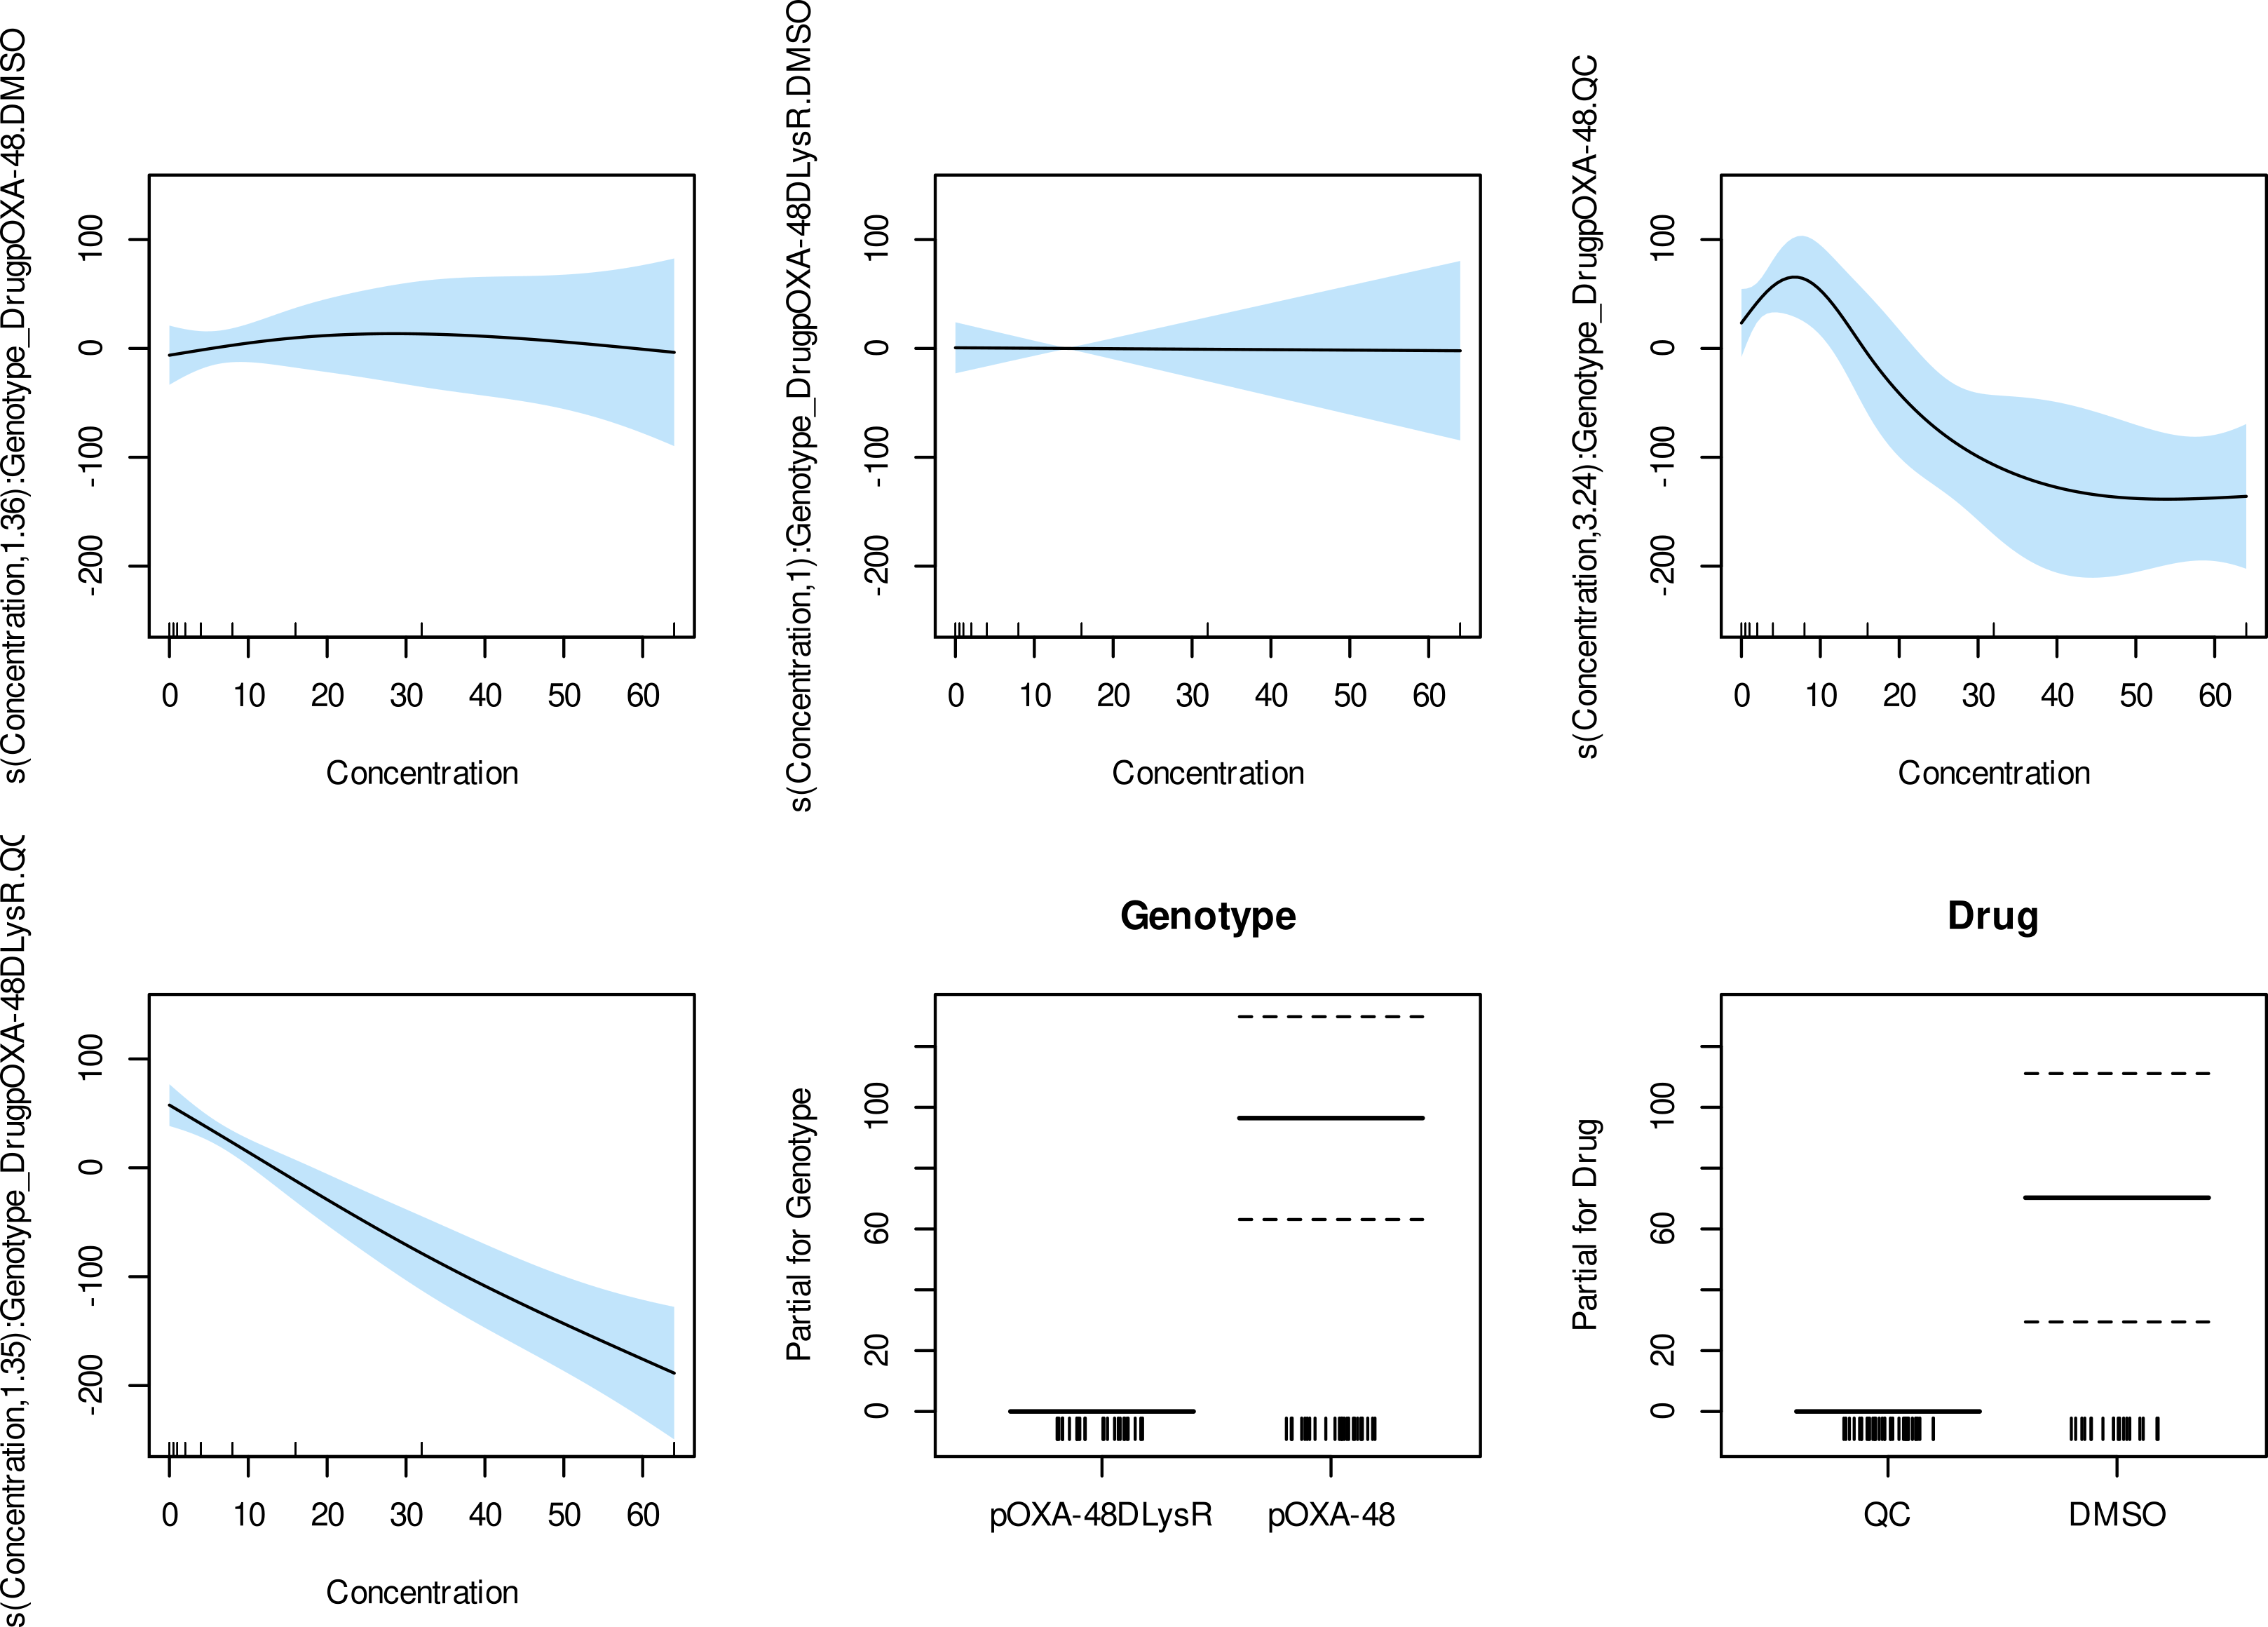 s(Concentration,1.36):Genotype_DrugpOXA-48.DMSO
100
0
-100
-200
0 10 20 30 40 50 60
Concentration
s(Concentration,1):Genotype_DrugpOXA-48DLysR.DMSO
100
0
-100
-200
0 10 20 30 40 50 60
Concentration
s(Concentration,3.24):Genotype_DrugpOXA-48.QC
100
0
-100
-200
0 10 20 30 40 50 60
Concentration
s(Concentration,1.35):Genotype_DrugpOXA-48DLysR.QC
100
0
-100
-200
0 10 20 30 40 50 60
Concentration
Genotype
Partial for Genotype
100
60
20
0
pOXA-48DLysR pOXA-48
Drug
Partial for Drug
100
60
20
0
QC DMSO